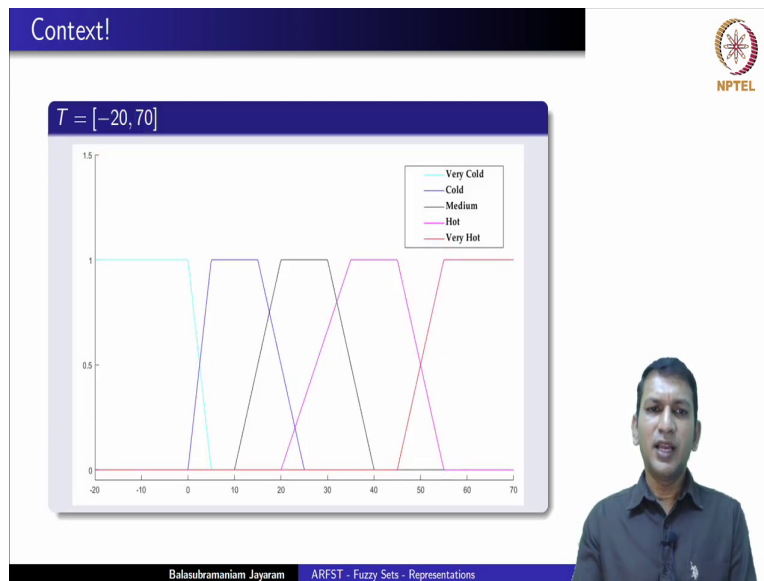 Context!
NPTEL
T = [−20, 70]
1.5
Very Cold
Cold
Medium
Hot
Very Hot
1
0.5
0
-20 -10 0 10 20 30 40 50 60 70
Balasubramaniam Jayaram ARFST - Fuzzy Sets - Representations